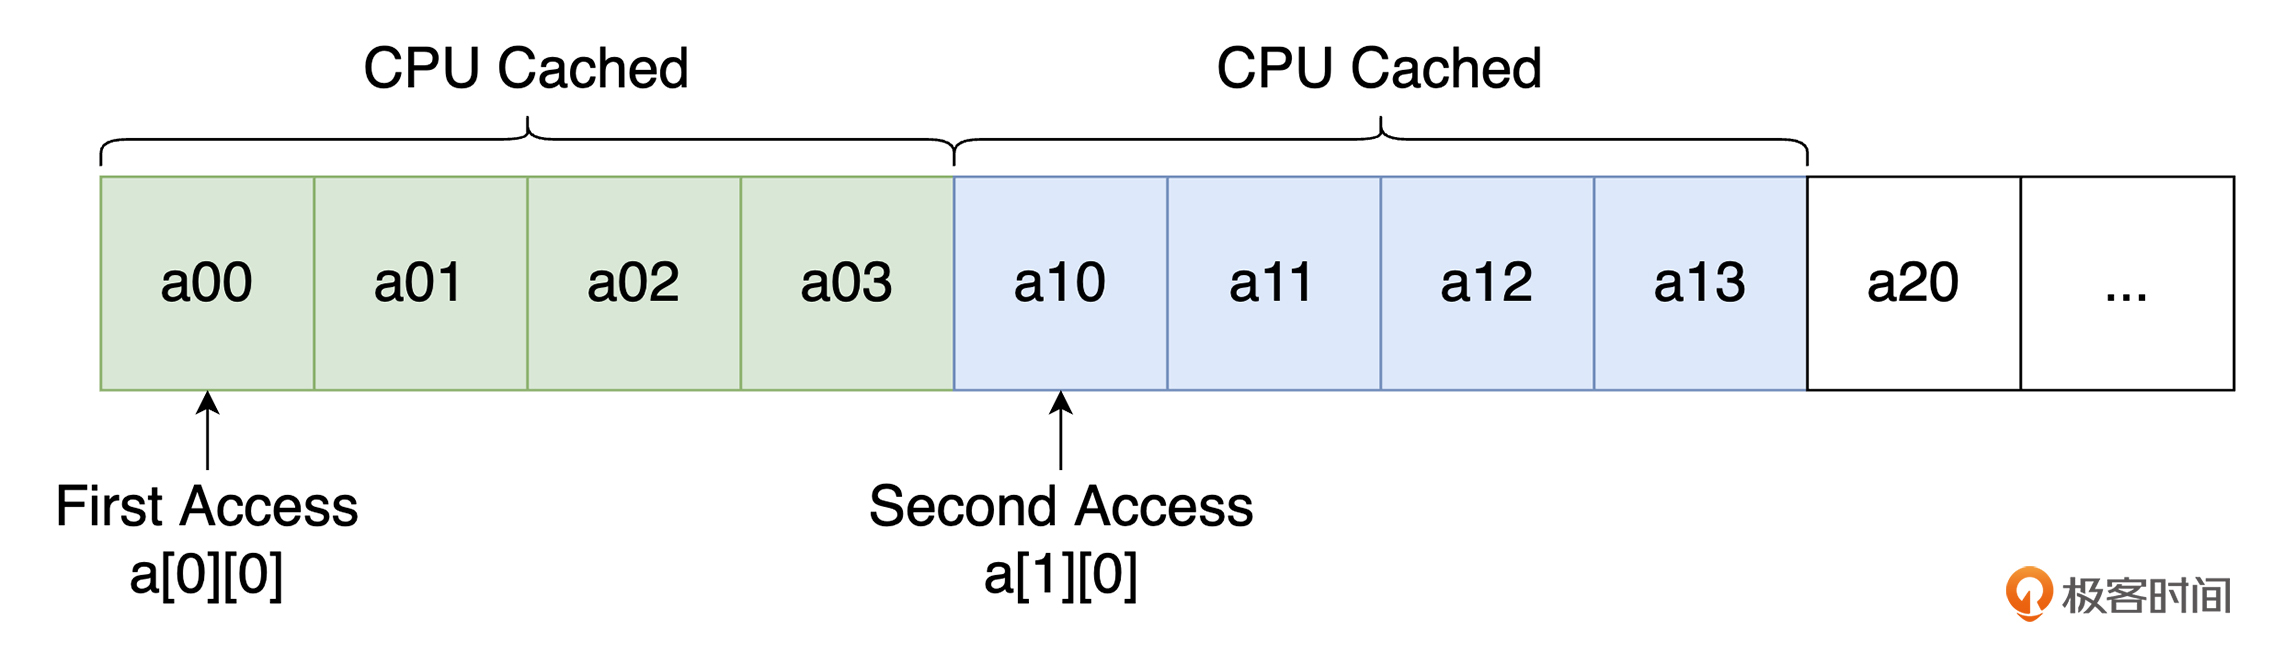 CPU Cached
CPU Cached
a00 a01 a02 a03 a10 a11 a12 a13 a20 ...
First Access
a[0][0]
Second Access
a[1][0]
极客时间